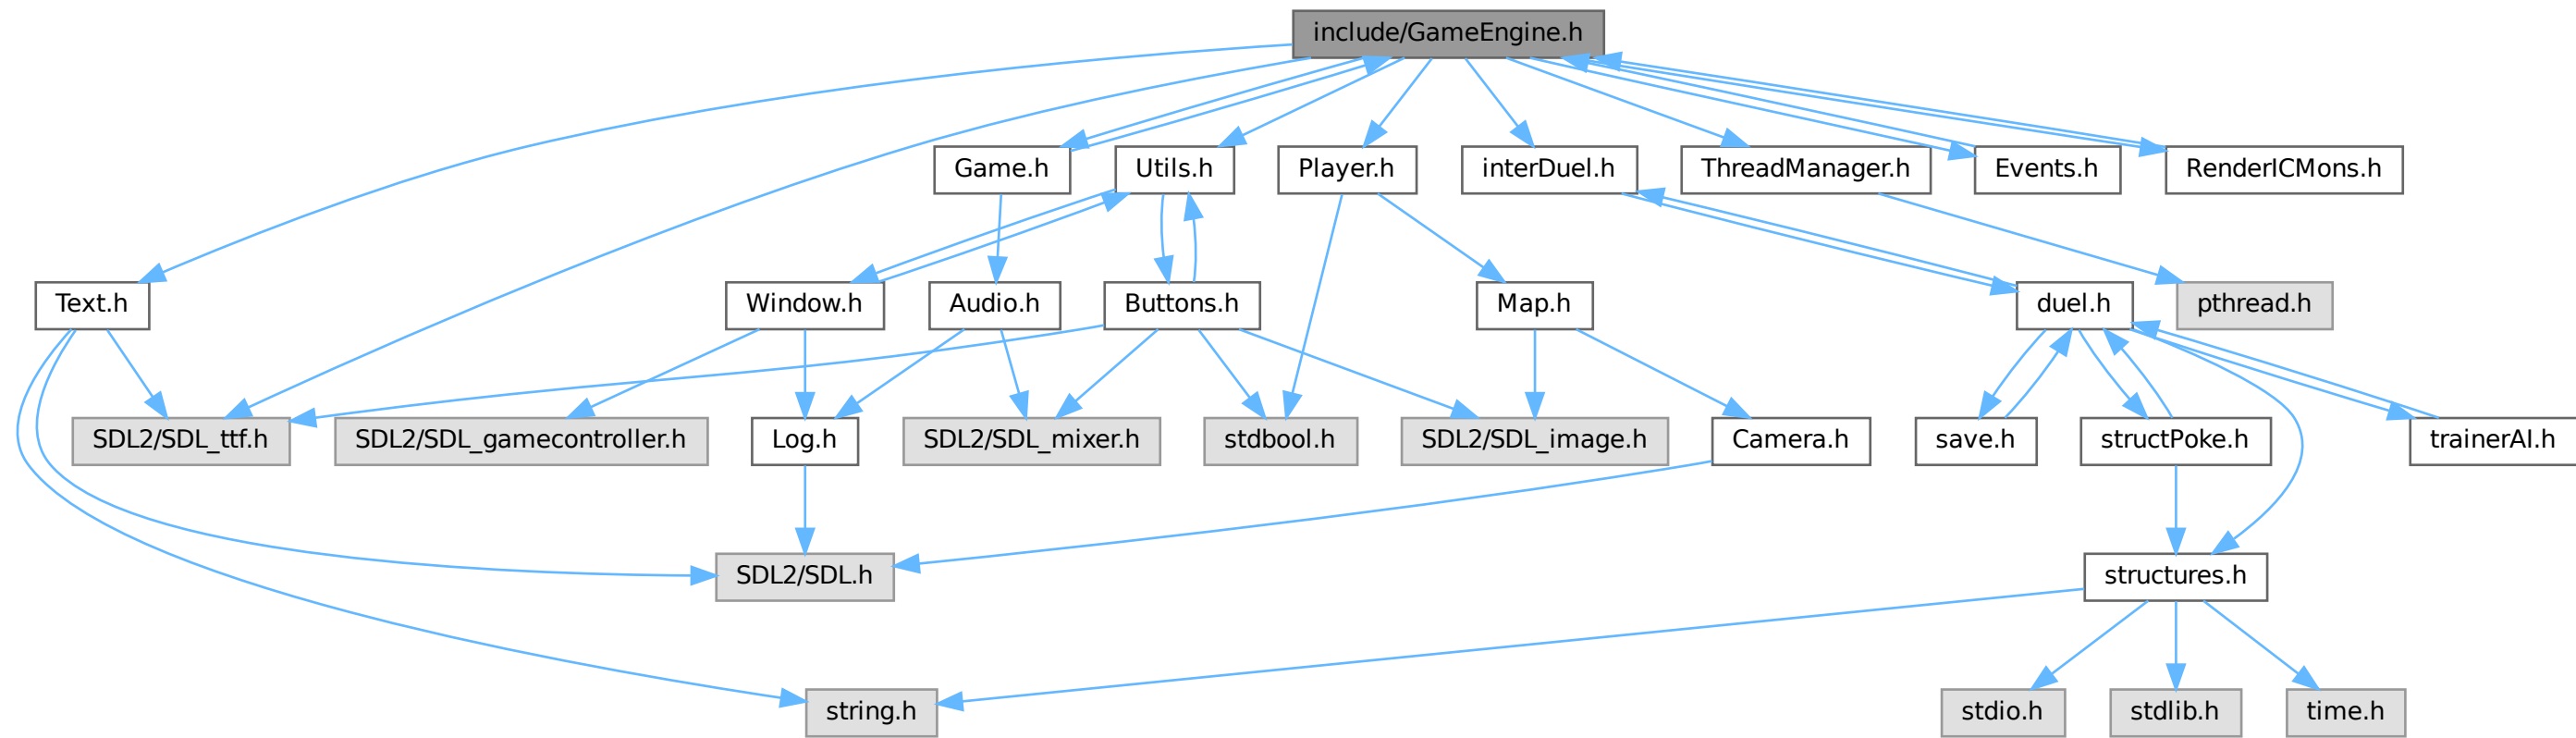 include/GameEngine.h
Game.h
Utils.h
Player.h
interDuel.h
ThreadManager.h
Events.h
RenderICMons.h
Text.h
Window.h
Audio.h
Buttons.h
Map.h
duel.h
pthread.h
SDL2/SDL_ttf.h
SDL2/SDL_gamecontroller.h
Log.h
SDL2/SDL_mixer.h
stdbool.h
SDL2/SDL_image.h
Camera.h
save.h
structPoke.h
trainerAI.h
SDL2/SDL.h
structures.h
string.h
stdio.h
stdlib.h
time.h